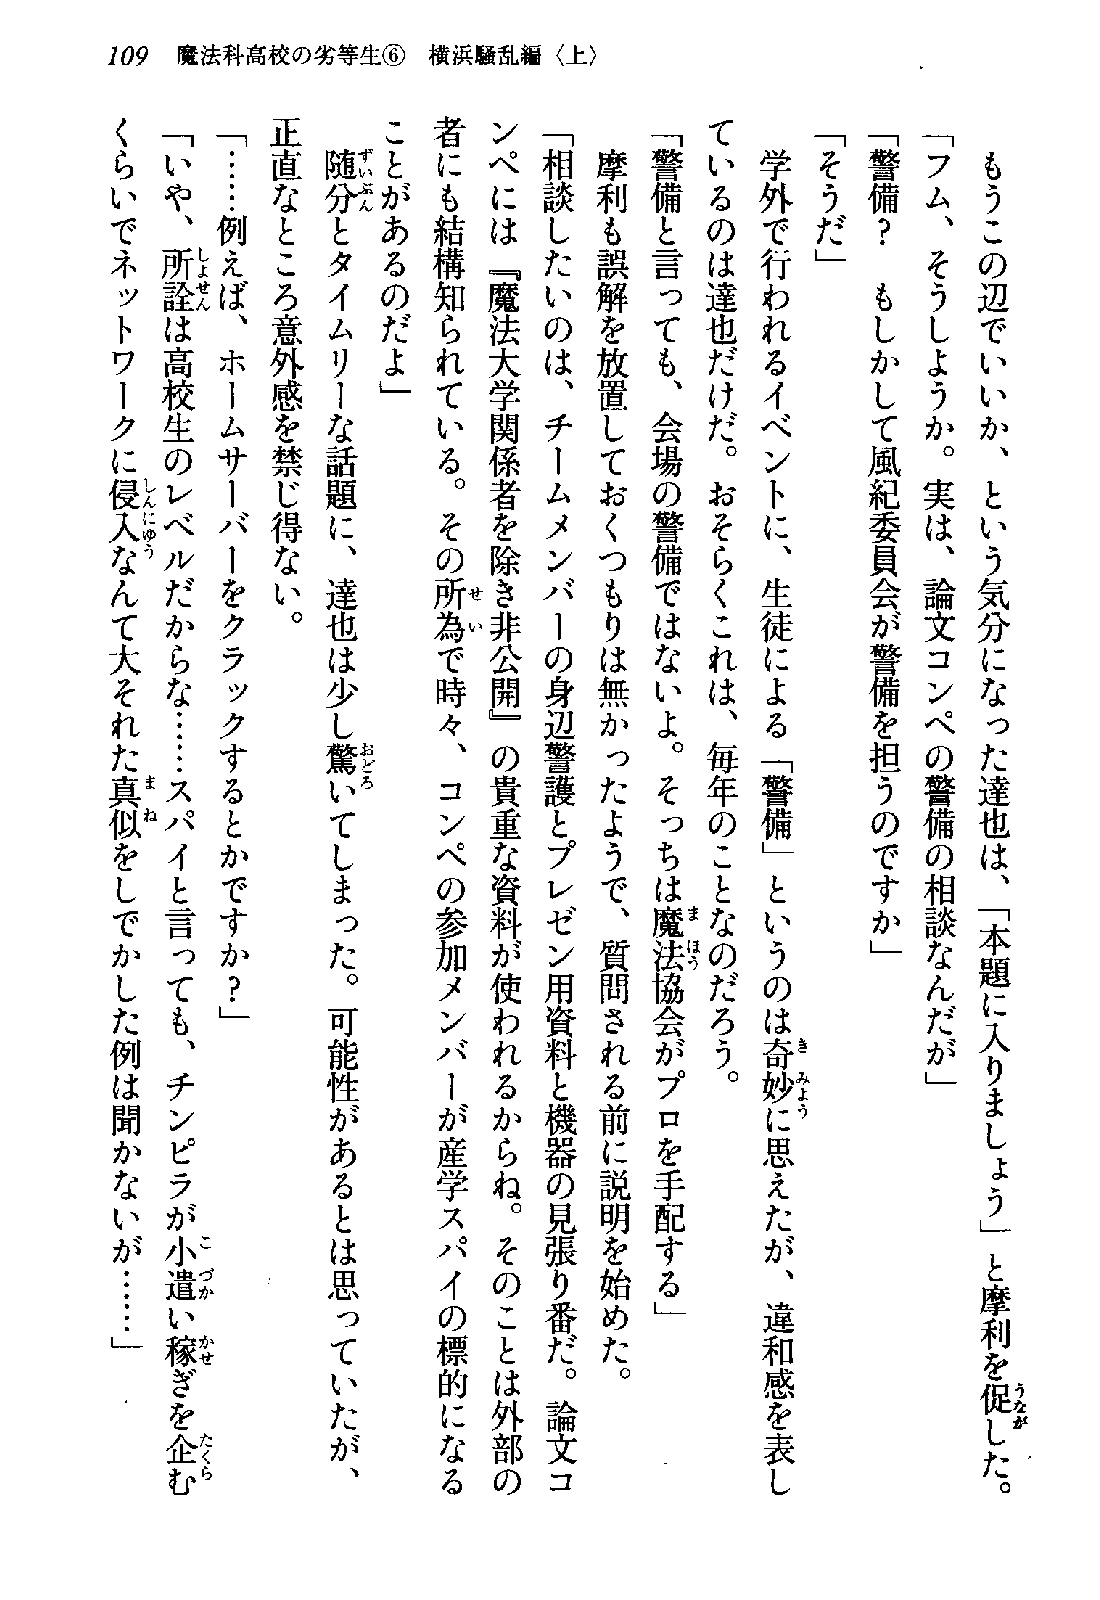 109　魔法科高校の劣等生⑥　横浜騒乱編〈上〉
　もうこの辺でいいか、という気分になった達也は、「本題に入りましょう」と摩利を促した。
「フム、そうしようか。実は、論文コンペの警備の相談なんだが」
「警備？　もしかして風紀委員会が警備を担うのですか」
「そうだ」
　学外で行われるイベントに、生徒による「警備」というのは奇妙に思えたが、違和感を表し
ているのは達也だけだ。おそらくこれは、毎年のことなのだろう。
「警備と言っても、会場の警備ではないよ。そっちは魔法協会がプロを手配する」
　摩利も誤解を放置しておくつもりは無かったようで、質問される前に説明を始めた。
「相談したいのは、チームメンバーの身辺警護とプレゼン用資料と機器の見張り番だ。論文コ
ンペには『魔法大学関係者を除き非公開』の貴重な資料が使われるからね。そのことは外部の
者にも結構知られている。その所為で時々、コンペの参加メンバーが産学スパイの標的になる
ことがあるのだよ」
　随分とタイムリーな話題に、達也は少し驚いてしまった。可能性があるとは思っていたが、
正直なところ意外感を禁じ得ない。
「……例えば、ホームサーバーをクラックするとかですか？」
「いや、所詮は高校生のレベルだからな……スパイと言っても、チンピラが小遣い稼ぎを企む
くらいでネットワークに侵入なんて大それた真似をしでかした例は聞かないが……」